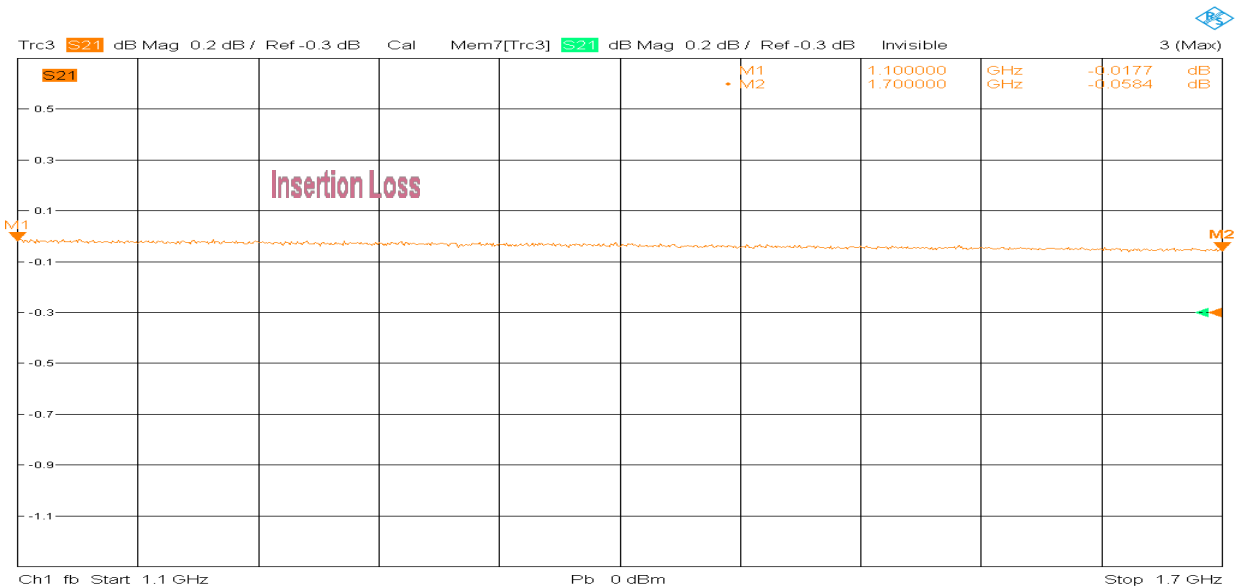 Trc3 S21 dB Mag 0.2 dB / Ref -0.3 dB Cal Mem7[Trc3] S21 dB Mag 0.2 dB / Ref -0.3 dB Invisible 3 (Max)
S21
M1 1.100000 GHz -0.0177 dB
• M2 1.700000 GHz -0.0584 dB
0.5
0.3
Insertion Loss
0.1
M1
M2
-0.1
-0.3
-0.5
-0.7
-0.9
-1.1
Ch1 fb Start 1.1 GHz Pb 0 dBm Stop 1.7 GHz